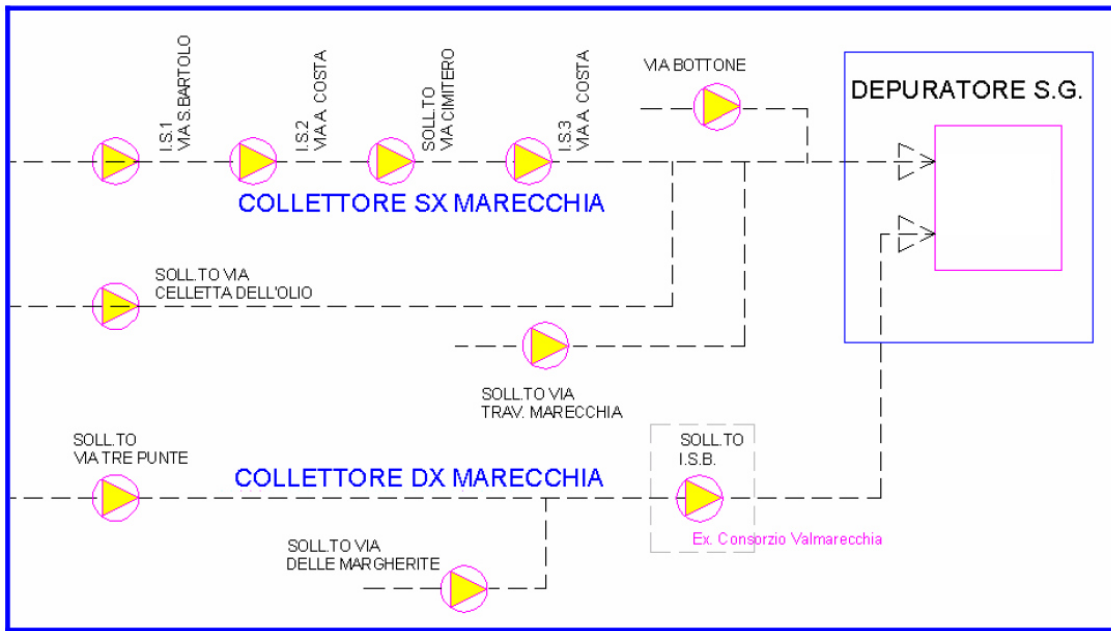 I.S.1
VIA S.BARTOLO
I.S.2
VIA A. COSTA
SOLL.TO
VIA CIMITERO
I.S.3
VIA A. COSTA
VIA BOTTONE
DEPURATORE S.G.
COLLETTORE SX MARECCHIA
SOLL.TO VIA
CELLETTA DELL'OLIO
SOLL.TO VIA
TRAV. MARECCHIA
SOLL.TO
VIA TRE PUNTE
COLLETTORE DX MARECCHIA
SOLL.TO
I.S.B.
Ex. Consorzio Valmarecchia
SOLL.TO VIA
DELLE MARGHERITE